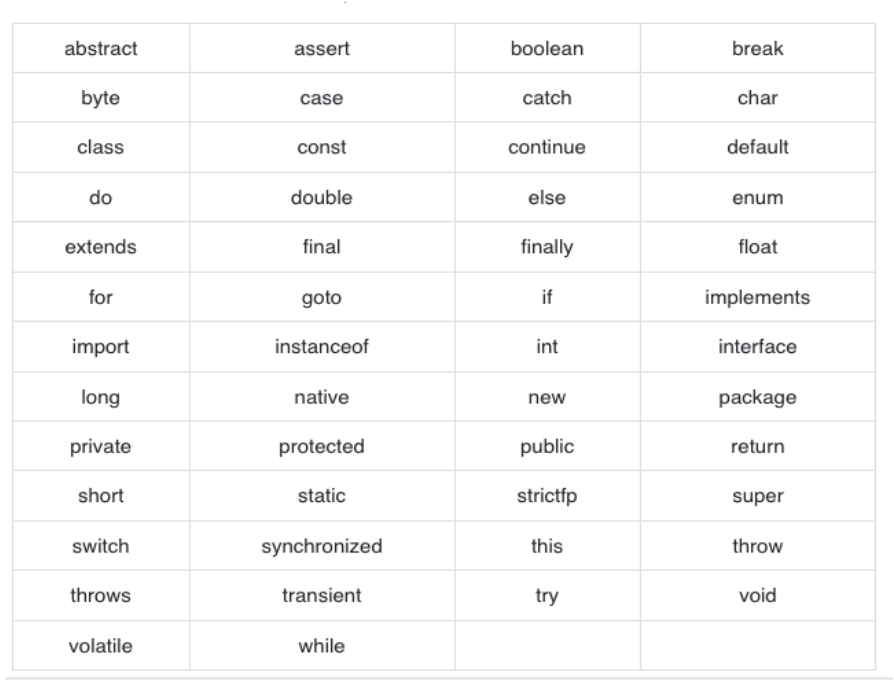 abstract assert boolean break
byte case catch char
class const continue default
do double else enum
extends final finally float
for goto if implements
import instanceof int interface
long native new package
private protected public return
short static strictfp super
switch synchronized this throw
throws transient try void
volatile while